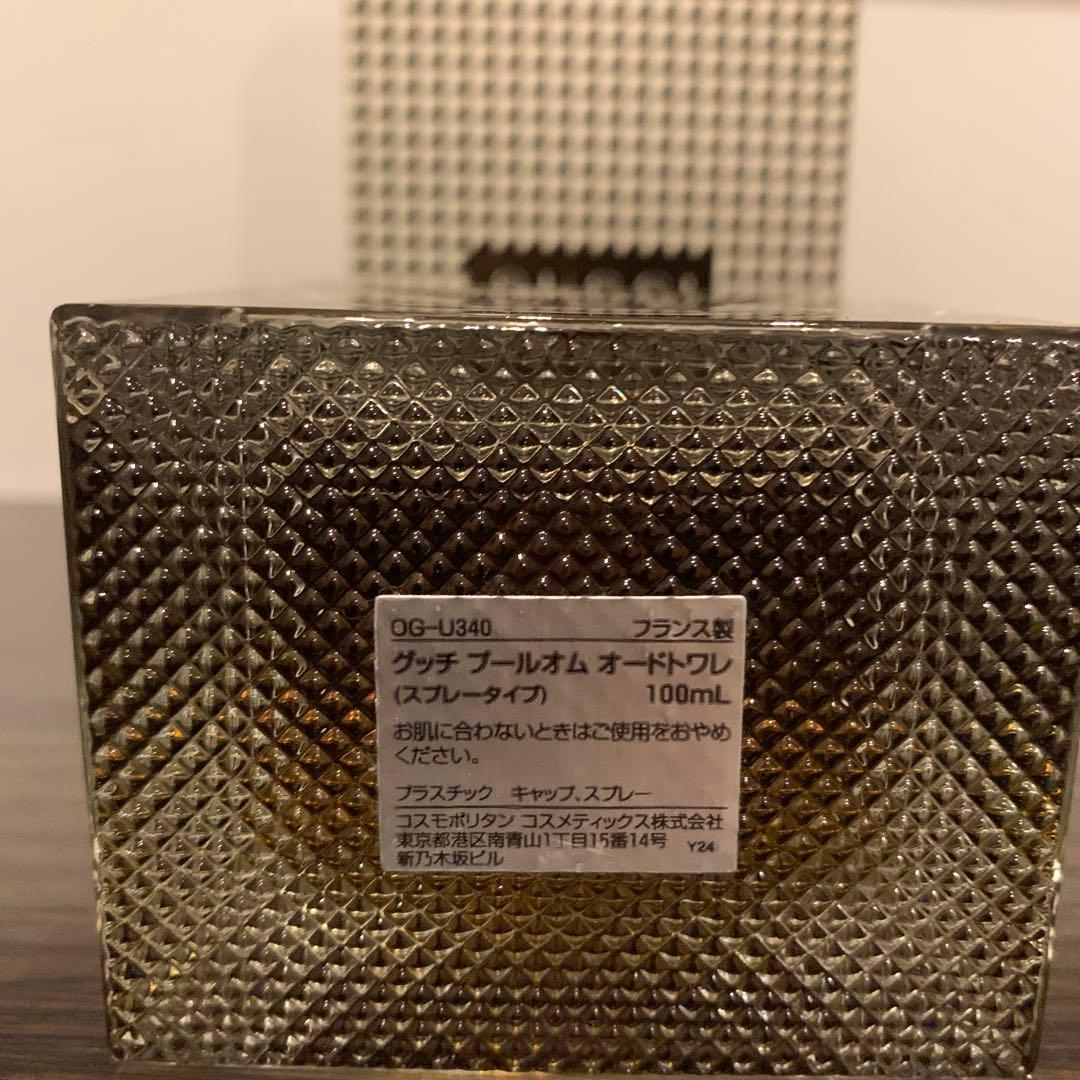 OG-U340 フランス製
グッチ プールオム オードトワレ
(スプレータイプ) 100mL
お肌に合わないときはご使用をおやめ
ください。
プラスチック キャップ、スプレー
コスモポリタン コスメティックス株式会社
東京都港区南青山1丁目15番14号
新乃木坂ビル Y24